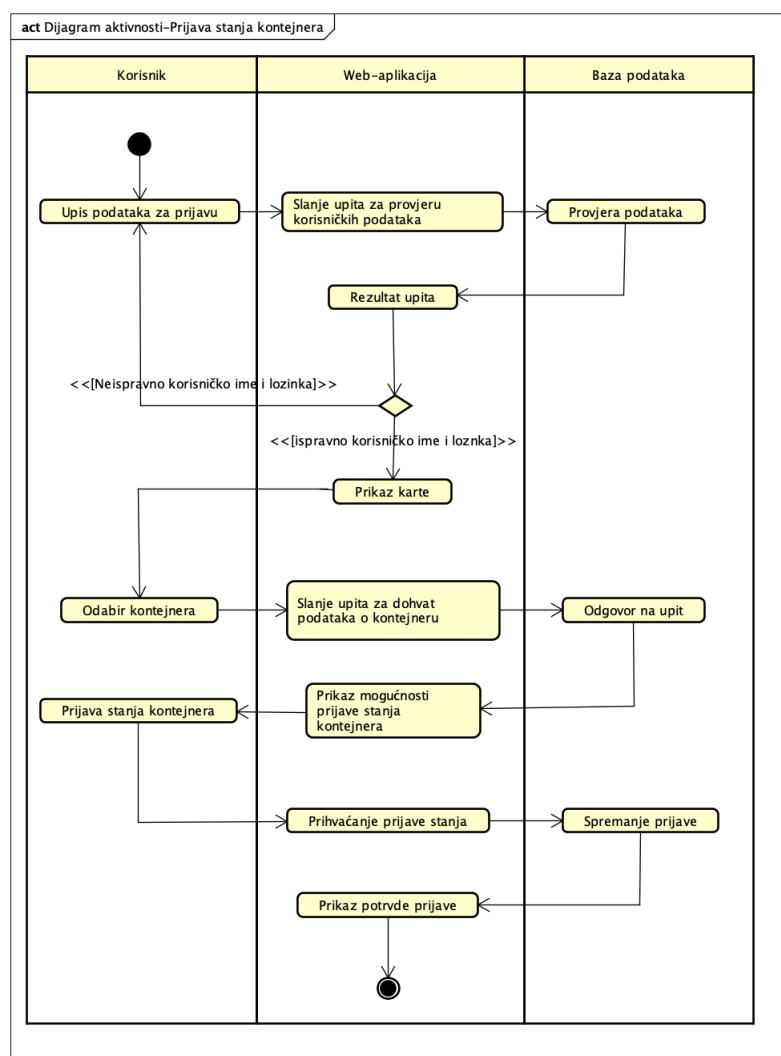 act Dijagram aktivnosti-Prijava stanja kontejnera
Korisnik
Web-aplikacija
Baza podataka
Upis podataka za prijavu
Slanje upita za provjeru
korisničkih podataka
Provjera podataka
Rezultat upita
<<[Neispravno korisničko ime i lozinka]>>
<<[ispravno korisničko ime i loznka]>>
Prikaz karte
Odabir kontejnera
Slanje upita za dohvat
podataka o kontejneru
Odgovor na upit
Prijava stanja kontejnera
Prikaz mogućnosti
prijave stanja
kontejnera
Prihvaćanje prijave stanja
Spremanje prijave
Prikaz potrvde prijave